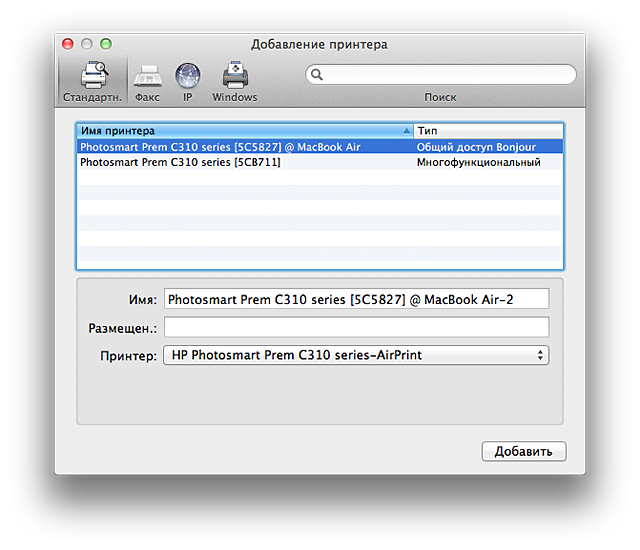 Добавление принтера
Стандартн. Факс IP Windows Поиск
Имя принтера Тип
Photosmart Prem C310 series [5C5827] @ MacBook Air Общий доступ Bonjour
Photosmart Prem C310 series [5CB711] Многофункциональный
Имя: Photosmart Prem C310 series [5C5827] @ MacBook Air-2
Размещен.:
Принтер: HP Photosmart Prem C310 series-AirPrint
Добавить